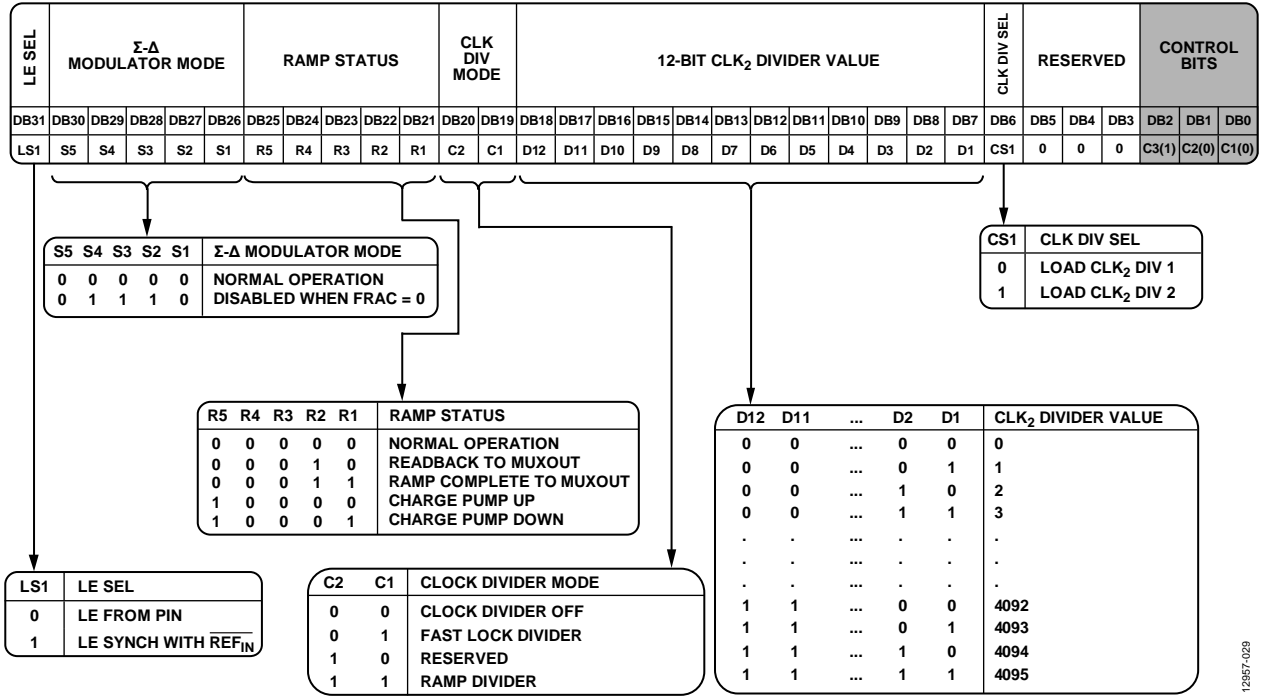 LE SEL
Σ-Δ MODULATOR MODE
RAMP STATUS
CLK DIV MODE
12-BIT CLK2 DIVIDER VALUE
CLK DIV SEL
RESERVED
CONTROL BITS
DB31 DB30 DB29 DB28 DB27 DB26 DB25 DB24 DB23 DB22 DB21 DB20 DB19 DB18 DB17 DB16 DB15 DB14 DB13 DB12 DB11 DB10 DB9 DB8 DB7 DB6 DB5 DB4 DB3 DB2 DB1 DB0
LS1 S5 S4 S3 S2 S1 R5 R4 R3 R2 R1 C2 C1 D12 D11 D10 D9 D8 D7 D6 D5 D4 D3 D2 D1 CS1 0 0 0 C3(1) C2(0) C1(0)
S5 S4 S3 S2 S1 Σ-Δ MODULATOR MODE
0 0 0 0 0 NORMAL OPERATION
0 1 1 1 0 DISABLED WHEN FRAC = 0
CS1 CLK DIV SEL
0 LOAD CLK2 DIV 1
1 LOAD CLK2 DIV 2
R5 R4 R3 R2 R1 RAMP STATUS
0 0 0 0 0 NORMAL OPERATION
0 0 0 1 0 READBACK TO MUXOUT
0 0 0 1 1 RAMP COMPLETE TO MUXOUT
1 0 0 0 0 CHARGE PUMP UP
1 0 0 0 1 CHARGE PUMP DOWN
D12 D11 ... D2 D1 CLK2 DIVIDER VALUE
0 0 ... 0 0 0
0 0 ... 0 1 1
0 0 ... 1 0 2
0 0 ... 1 1 3
. . ... . . .
. . ... . . .
. . ... . . .
1 1 ... 0 0 4092
1 1 ... 0 1 4093
1 1 ... 1 0 4094
1 1 ... 1 1 4095
LS1 LE SEL
0 LE FROM PIN
1 LE SYNCH WITH REFIN
C2 C1 CLOCK DIVIDER MODE
0 0 CLOCK DIVIDER OFF
0 1 FAST LOCK DIVIDER
1 0 RESERVED
1 1 RAMP DIVIDER
12957-029